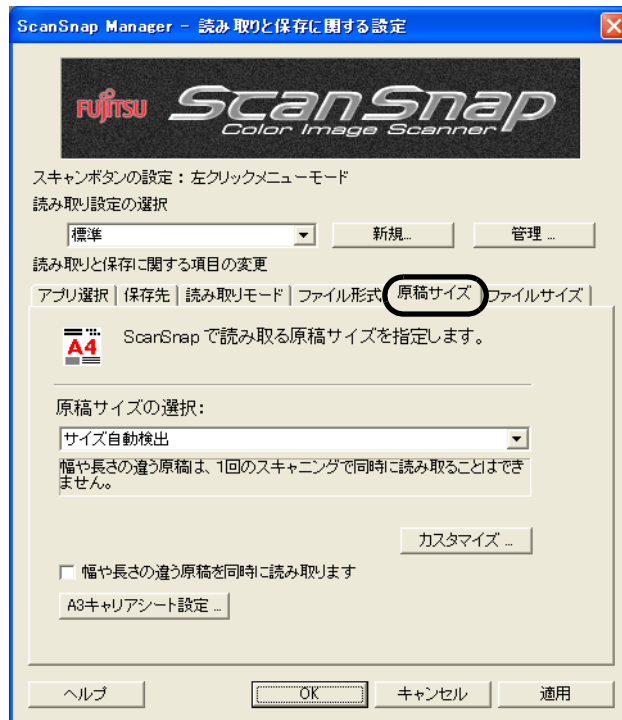 ScanSnap Manager - 読み取りと保存に関する設定
FUJITSU ScanSnap
Color Image Scanner
スキャンボタンの設定：左クリックメニューモード
読み取り設定の選択
標準 新規... 管理 ...
読み取りと保存に関する項目の変更
アプリ選択 保存先 読み取りモード ファイル形式 原稿サイズ ファイルサイズ
A4 ScanSnap で読み取る原稿サイズを指定します。
原稿サイズの選択:
サイズ自動検出
幅や長さの違う原稿は、1回のスキャニングで同時に読み取ることはでき
ません。
カスタマイズ ...
幅や長さの違う原稿を同時に読み取ります
A3キャリアシート設定 ...
ヘルプ OK キャンセル 適用